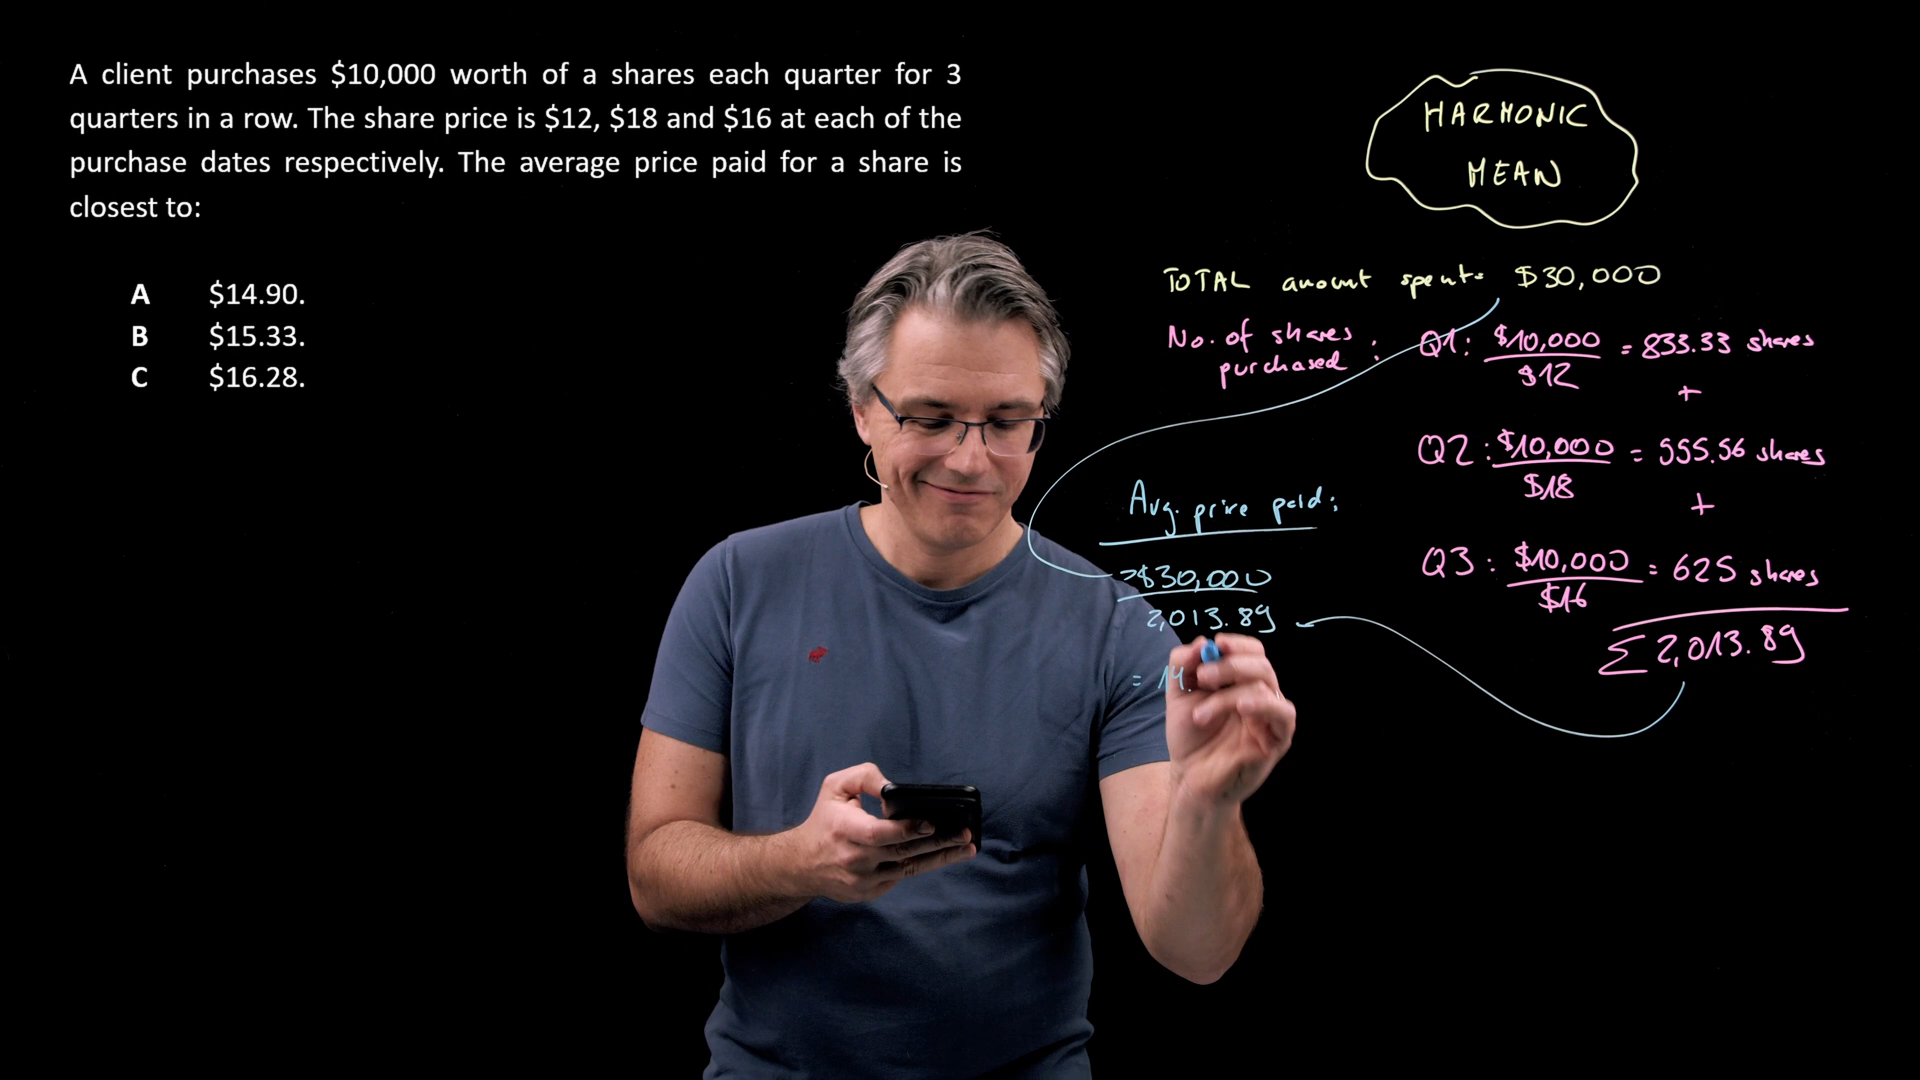 A client purchases $10,000 worth of a shares each quarter for 3
quarters in a row. The share price is $12, $18 and $16 at each of the
purchase dates respectively. The average price paid for a share is
closest to:
A $14.90.
B $15.33.
C $16.28.
HARMONIC
MEAN
TOTAL amount spent: $30,000
No. of shares
purchased :
Q1: $10,000
$12
= 833.33 shares
+
Q2: $10,000
$18
= 555.56 shares
+
Q3: $10,000
$16
= 625 shares
Σ 2,013.89
Avg. price paid:
$30,000
2,013.89
= 14.